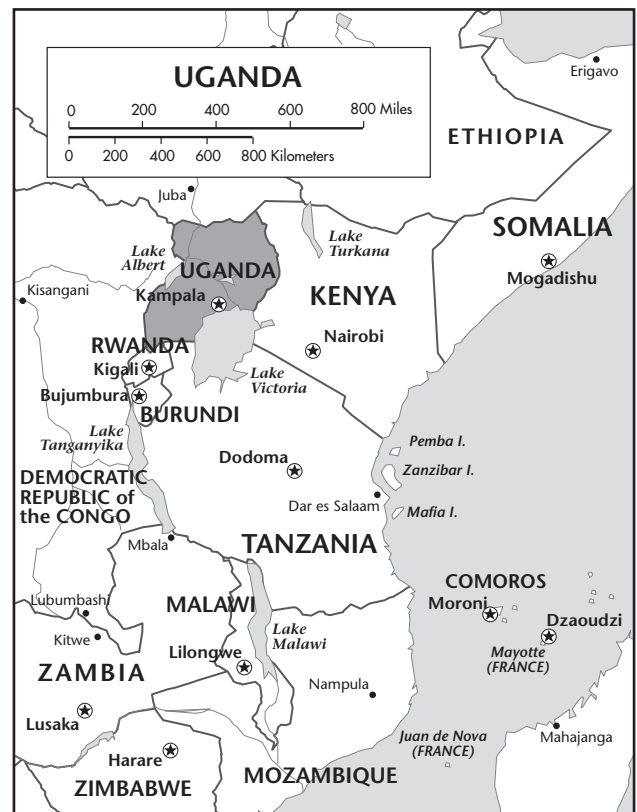 UGANDA
0 200 400 600 800 Miles
0 200 400 600 800 Kilometers
Erigavo
ETHIOPIA
Juba
SOMALIA
Lake
Turkana
Lake
Albert
UGANDA
Mogadishu
Kisangani
Kampala
KENYA
Nairobi
RWANDA
Kigali
Lake
Victoria
Bujumbura
BURUNDI
Lake
Tanganyika
Pemba I.
Dodoma
Zanzibar I.
DEMOCRATIC
REPUBLIC of
the CONGO
Dar es Salaam
Mafia I.
Mbala
TANZANIA
COMOROS
Moroni
Lubumbashi
MALAWI
Dzaoudzi
Kitwe
Lake
Malawi
Lilongwe
Mayotte
(FRANCE)
ZAMBIA
Nampula
Lusaka
Juan de Nova
(FRANCE)
Mahajanga
Harare
MOZAMBIQUE
ZIMBABWE